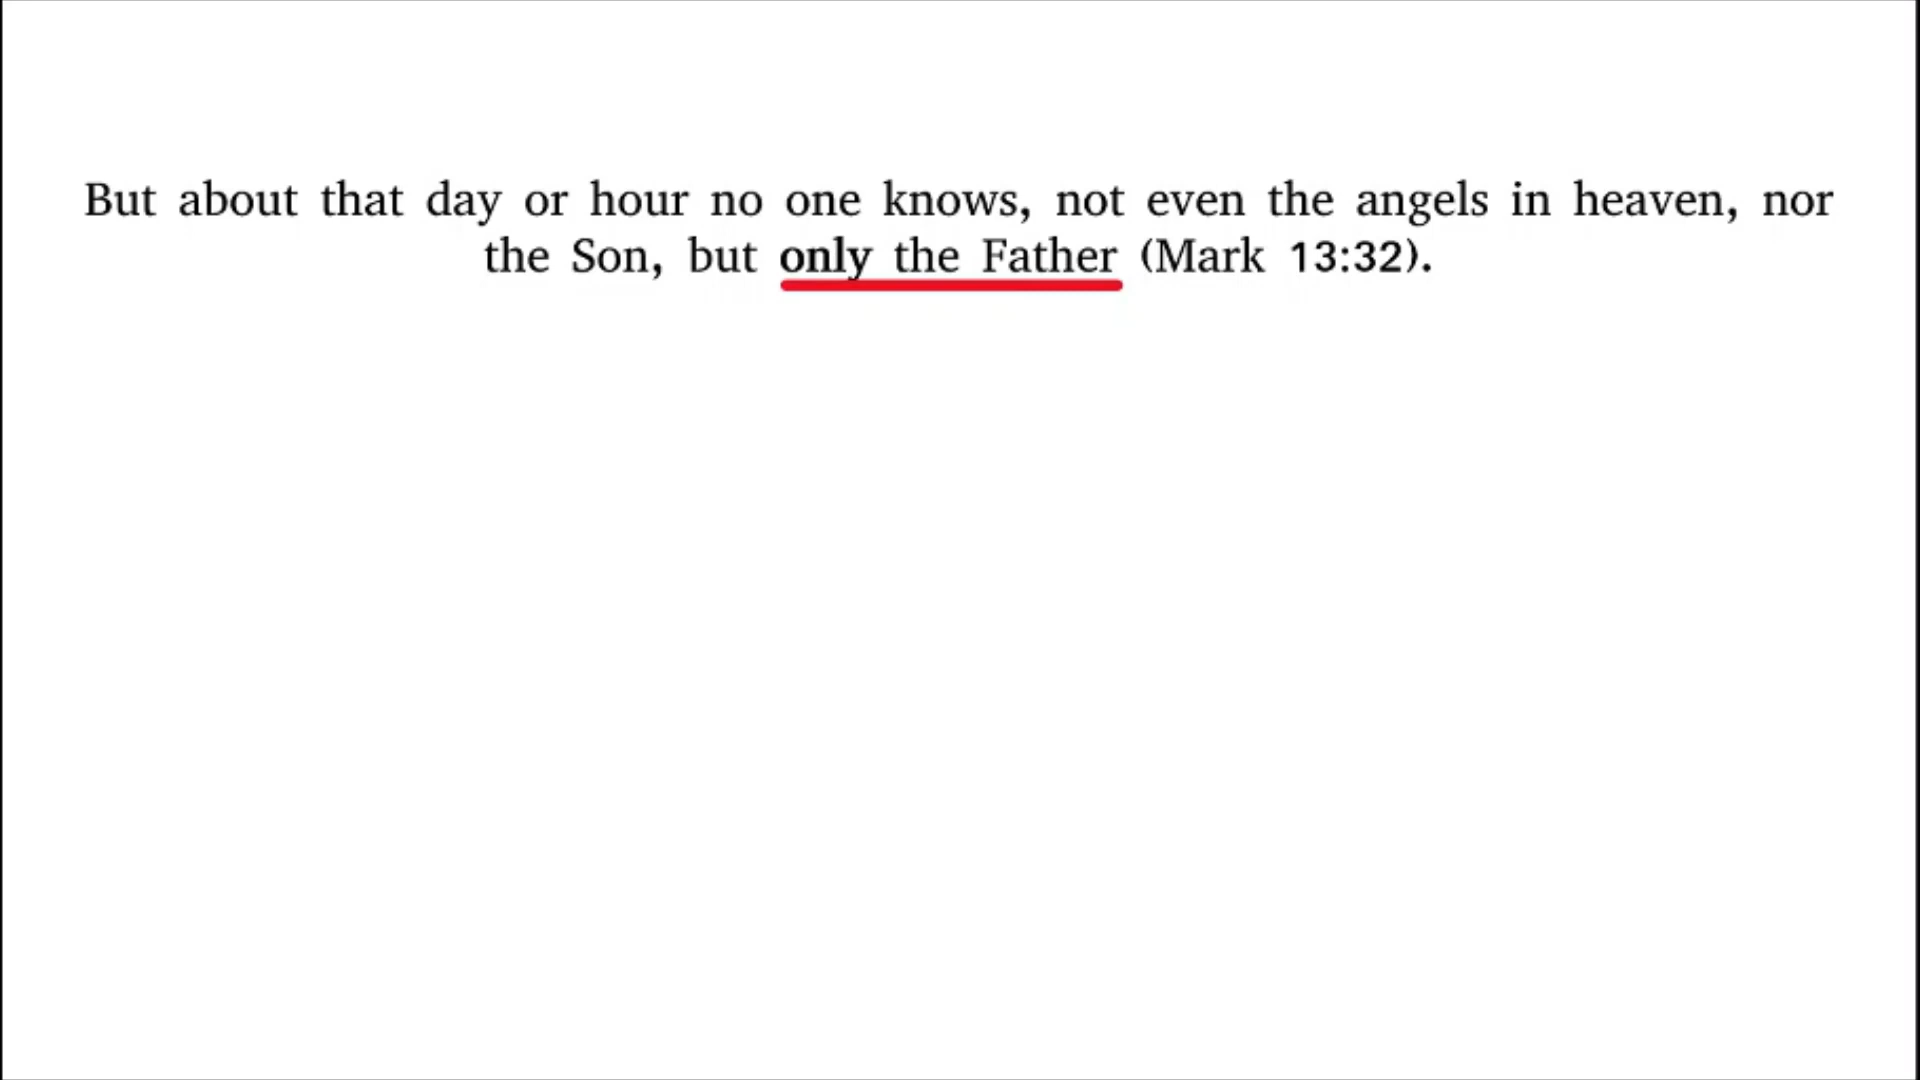 But about that day or hour no one knows, not even the angels in heaven, nor
the Son, but only the Father (Mark 13:32).